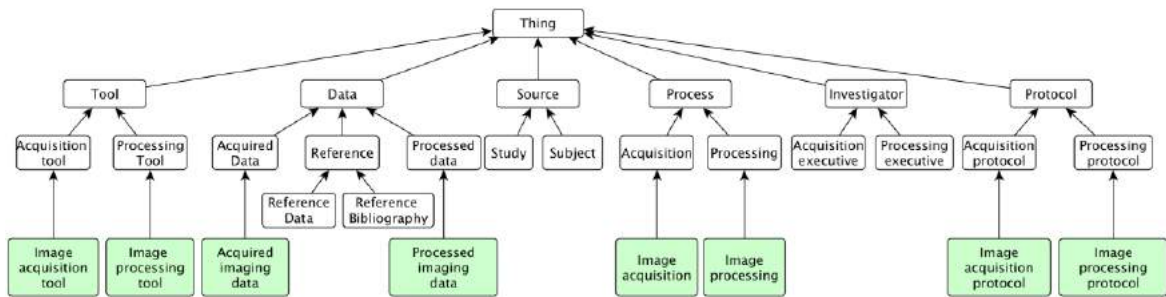 Thing
Tool
Data
Source
Process
Investigator
Protocol
Acquisition
tool
Processing
Tool
Acquired
Data
Reference
Processed
data
Study
Subject
Acquisition
Processing
Acquisition
executive
Processing
executive
Acquisition
protocol
Processing
protocol
Reference
Data
Reference
Bibliography
Image
acquisition
tool
Image
processing
tool
Acquired
imaging
data
Processed
imaging
data
Image
acquisition
Image
processing
Image
acquisition
protocol
Image
processing
protocol